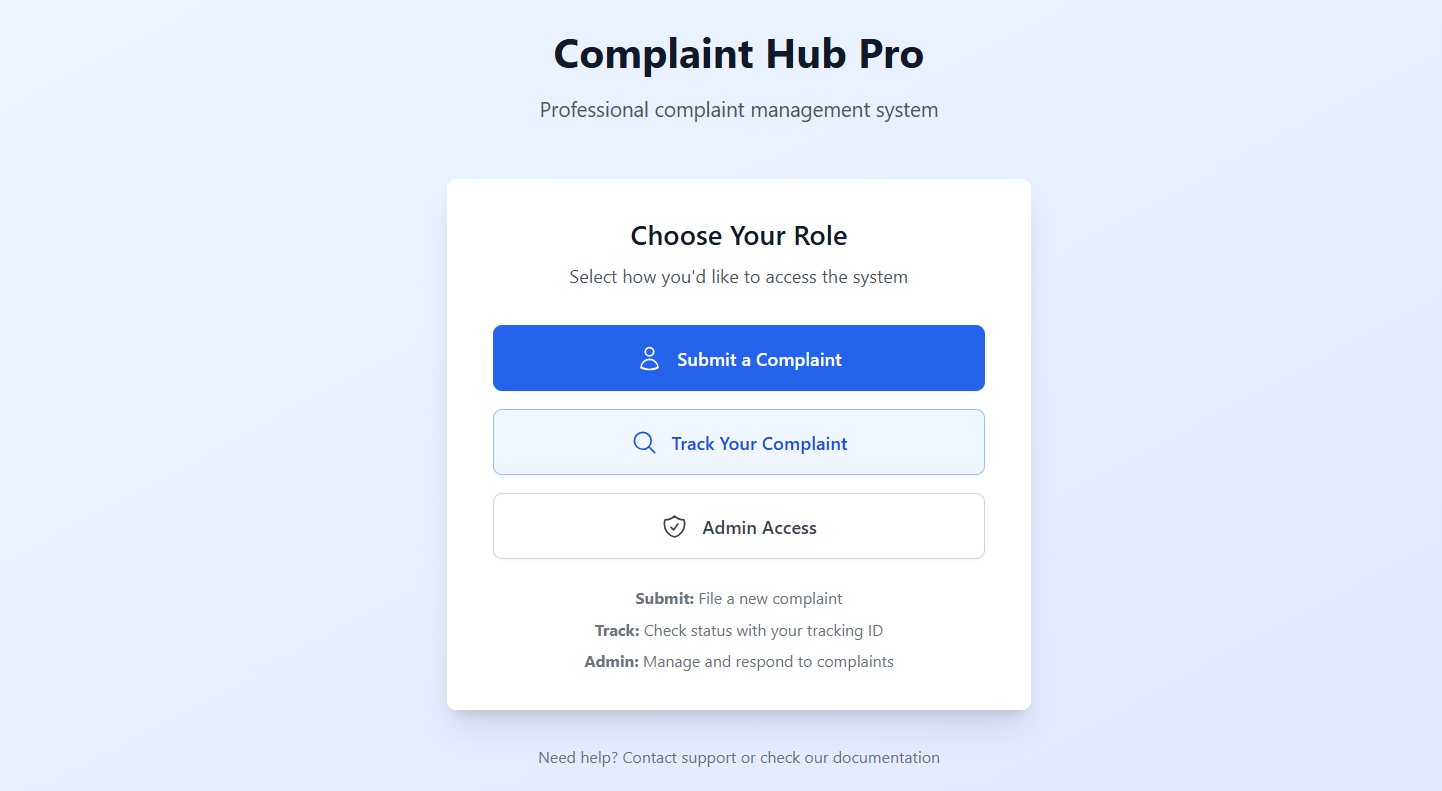 Complaint Hub Pro
Professional complaint management system
Choose Your Role
Select how you'd like to access the system
Submit a Complaint
Track Your Complaint
Admin Access
Submit: File a new complaint
Track: Check status with your tracking ID
Admin: Manage and respond to complaints
Need help? Contact support or check our documentation